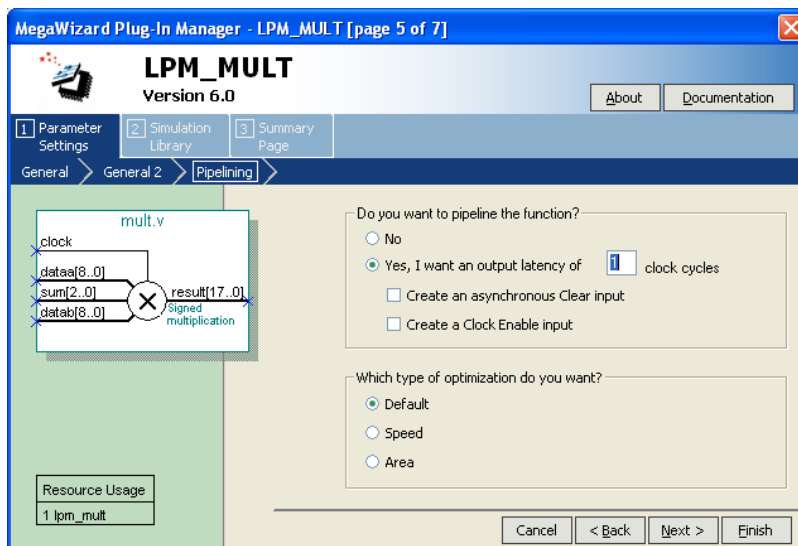 MegaWizard Plug-In Manager - LPM_MULT [page 5 of 7]
LPM_MULT
Version 6.0
About
Documentation
1 Parameter Settings
2 Simulation Library
3 Summary Page
General
General 2
Pipelining
mult.v
clock
dataa[8..0]
sum[2..0]
datab[8..0]
result[17..0]
Signed
multiplication
Resource Usage
1 lpm_mult
Do you want to pipeline the function?
No
Yes, I want an output latency of 1 clock cycles
Create an asynchronous Clear input
Create a Clock Enable input
Which type of optimization do you want?
Default
Speed
Area
Cancel
< Back
Next >
Finish